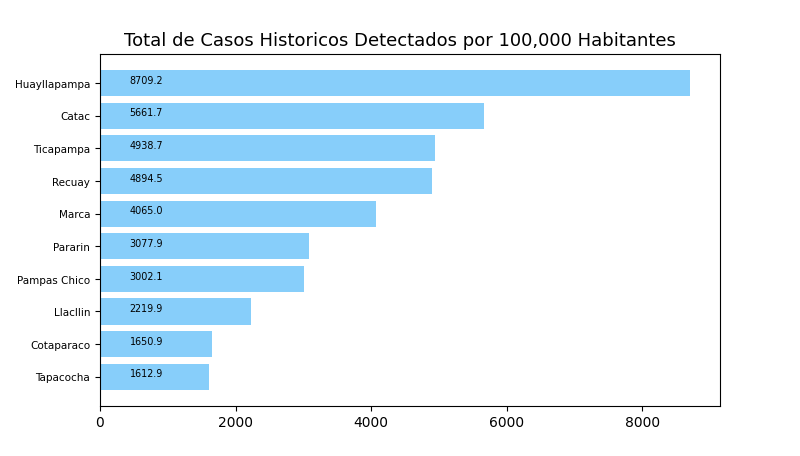 Total de Casos Historicos Detectados por 100,000 Habitantes
Huayllapampa 8709.2
Catac 5661.7
Ticapampa 4938.7
Recuay 4894.5
Marca 4065.0
Pararin 3077.9
Pampas Chico 3002.1
Llacllin 2219.9
Cotaparaco 1650.9
Tapacocha 1612.9
0 2000 4000 6000 8000